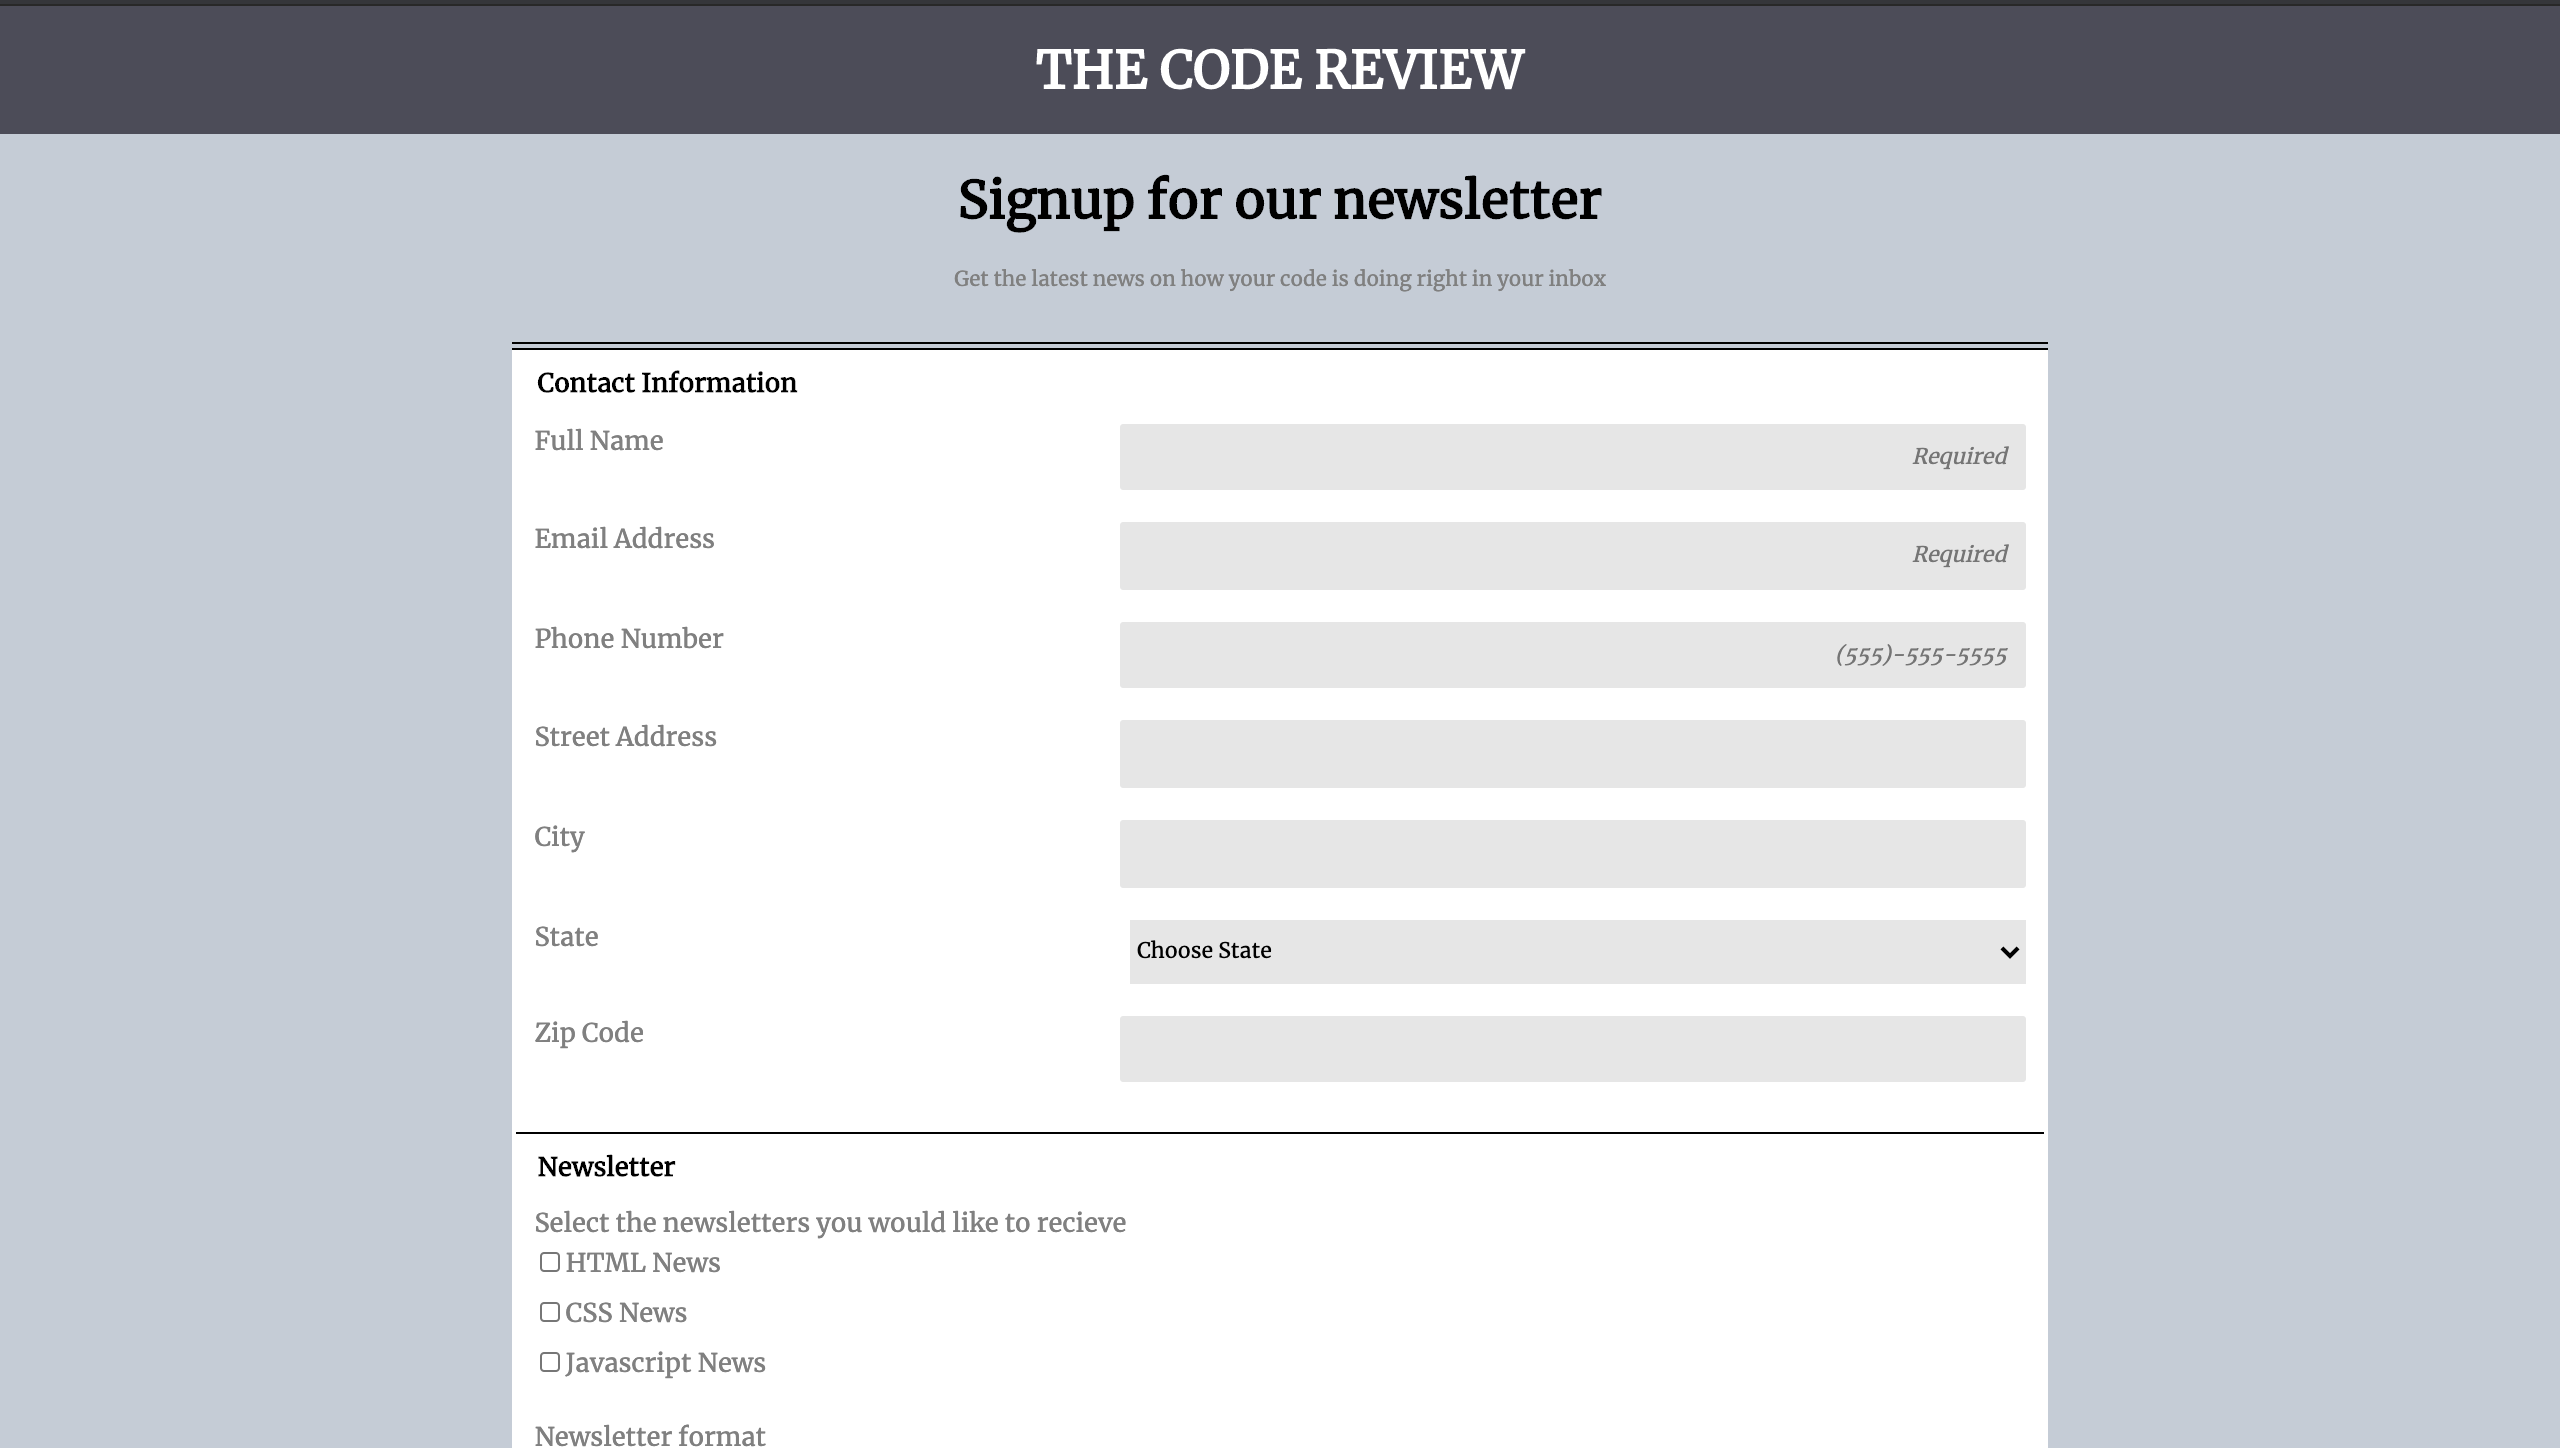 THE CODE REVIEW
Signup for our newsletter
Get the latest news on how your code is doing right in your inbox
Contact Information
Full Name
Required
Email Address
Required
Phone Number
(555)-555-5555
Street Address
City
State
Choose State
Zip Code
Newsletter
Select the newsletters you would like to recieve
HTML News
CSS News
Javascript News
Newsletter format